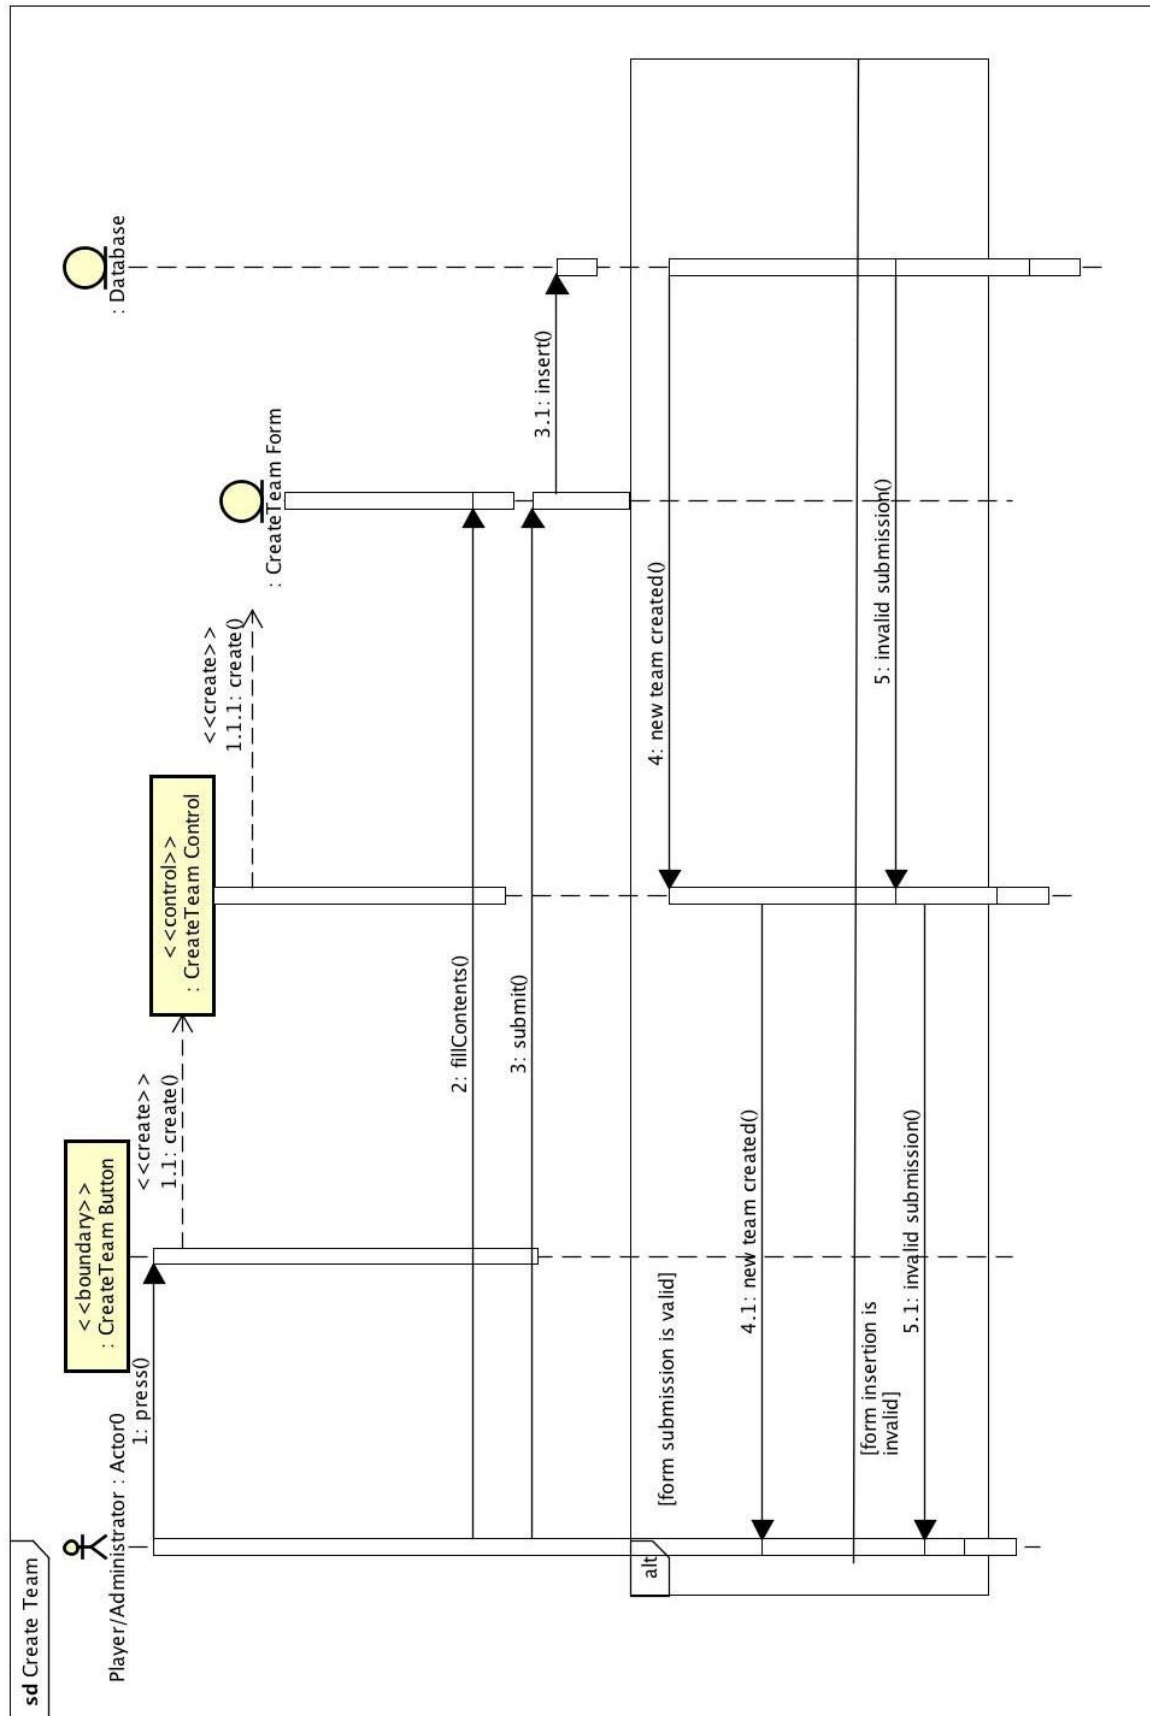 sd Create Team
Player/Administrator : Actor0
<<boundary>>
: CreateTeam Button
<<control>>
: CreateTeam Control
: CreateTeam Form
: Database
1: press()
<<create>>
1.1: create()
<<create>>
1.1.1: create()
2: fillContents()
3: submit()
3.1: insert()
alt
[form submission is valid]
4: new team created()
4.1: new team created()
[form insertion is
invalid]
5: invalid submission()
5.1: invalid submission()